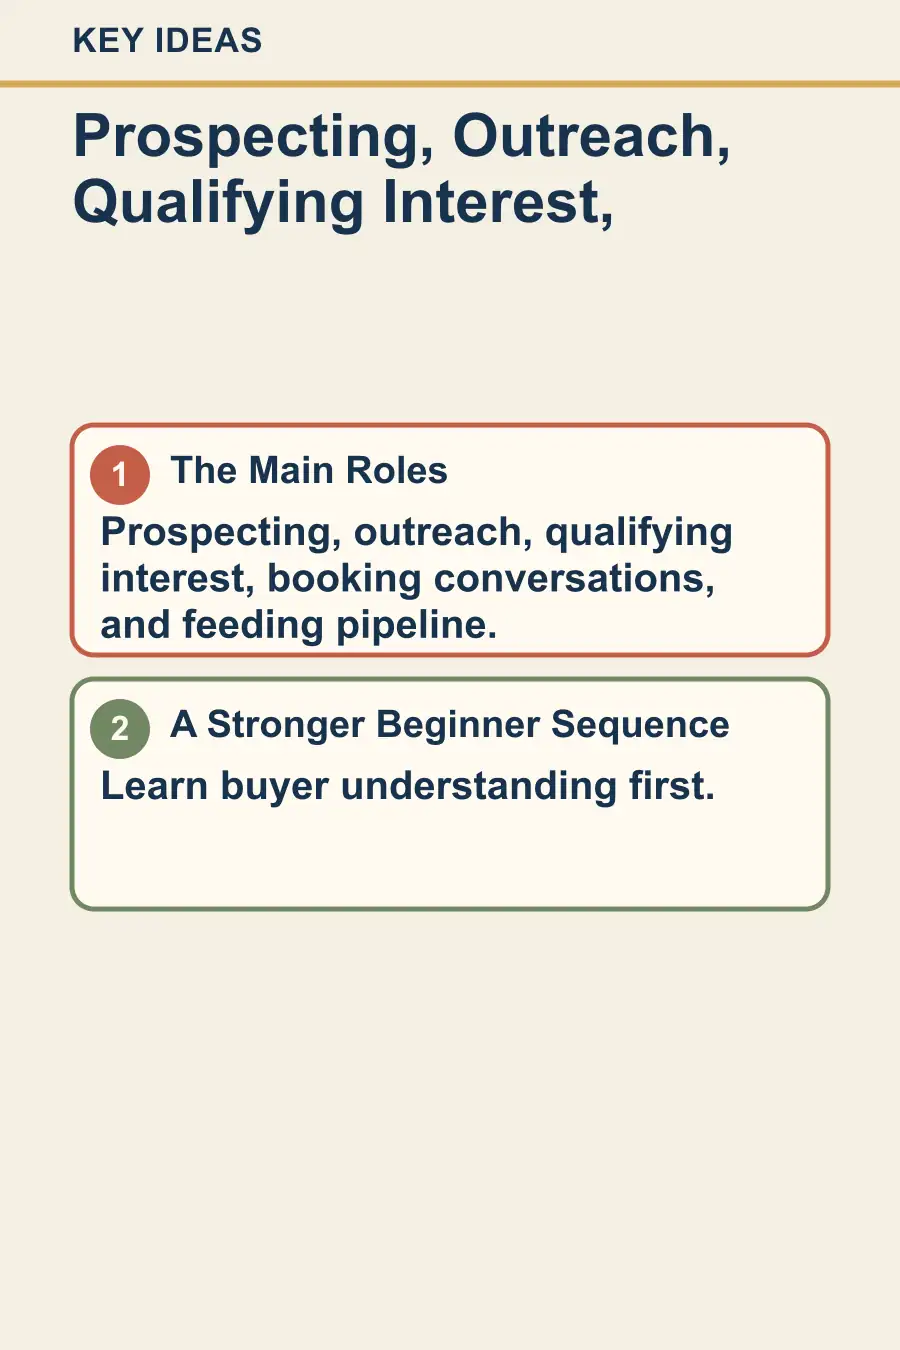 KEY IDEAS
Prospecting, Outreach,
Qualifying Interest,
1 The Main Roles
Prospecting, outreach, qualifying
interest, booking conversations,
and feeding pipeline.
2 A Stronger Beginner Sequence
Learn buyer understanding first.